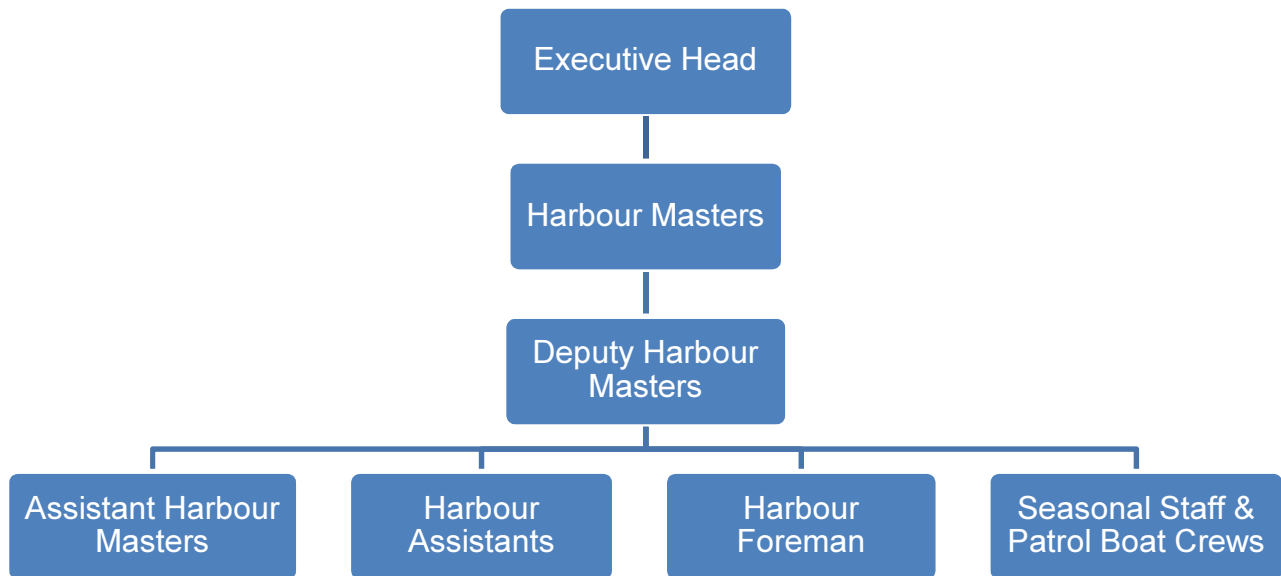 Executive Head
Harbour Masters
Deputy Harbour
Masters
Assistant Harbour
Masters
Harbour
Assistants
Harbour
Foreman
Seasonal Staff &
Patrol Boat Crews